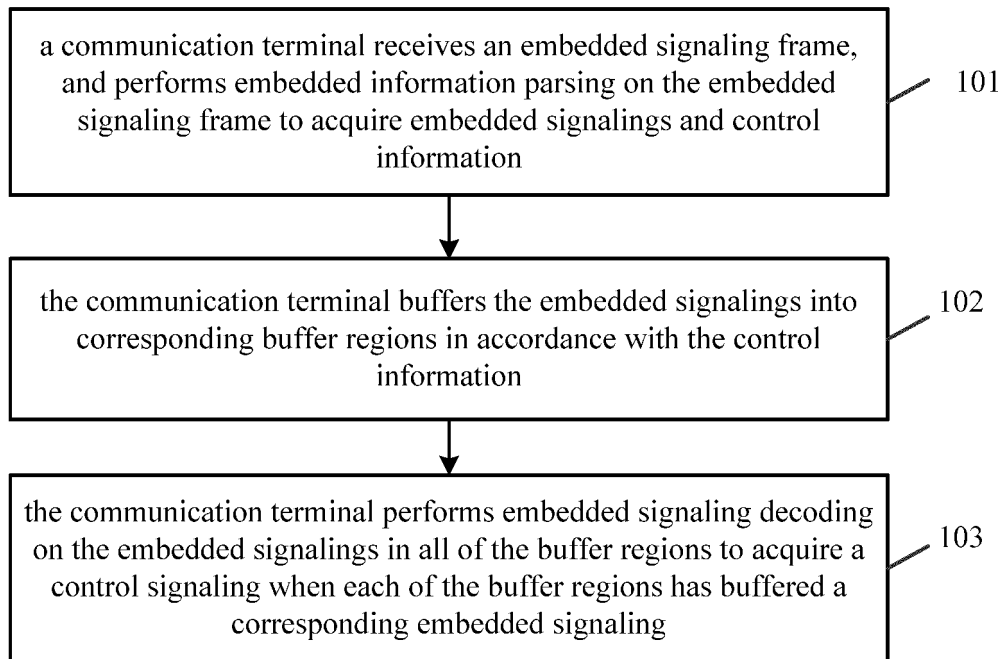 a communication terminal receives an embedded signaling frame,
and performs embedded information parsing on the embedded
signaling frame to acquire embedded signalings and control
information
101
the communication terminal buffers the embedded signalings into
corresponding buffer regions in accordance with the control
information
102
the communication terminal performs embedded signaling decoding
on the embedded signalings in all of the buffer regions to acquire a
control signaling when each of the buffer regions has buffered a
corresponding embedded signaling
103